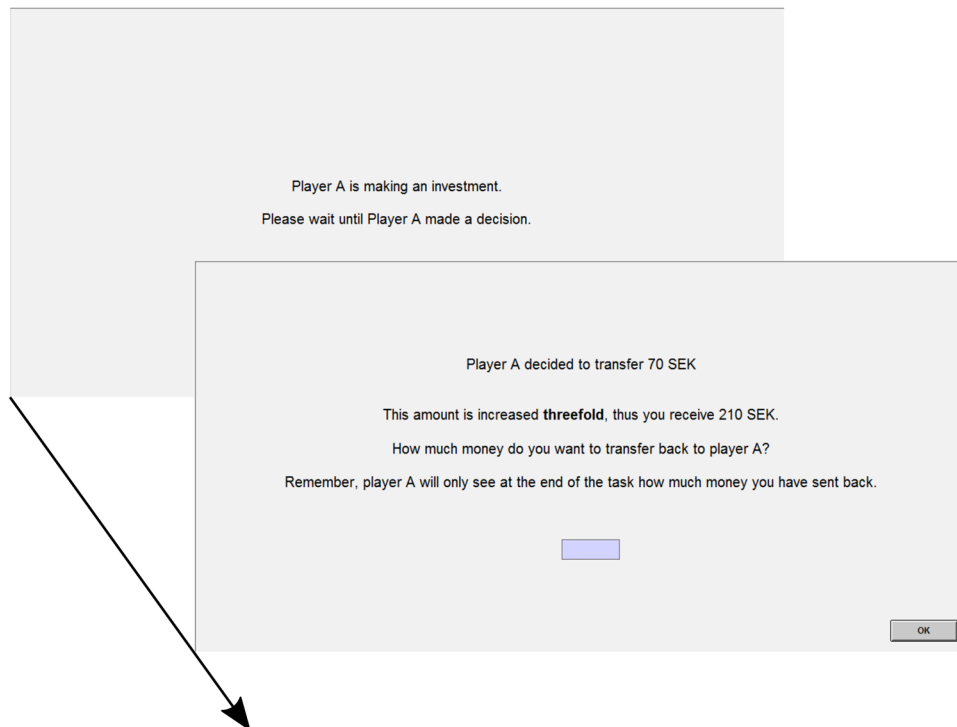 Player A is making an investment.
Please wait until Player A made a decision.
Player A decided to transfer 70 SEK
This amount is increased threefold, thus you receive 210 SEK.
How much money do you want to transfer back to player A?
Remember, player A will only see at the end of the task how much money you have sent back.
OK